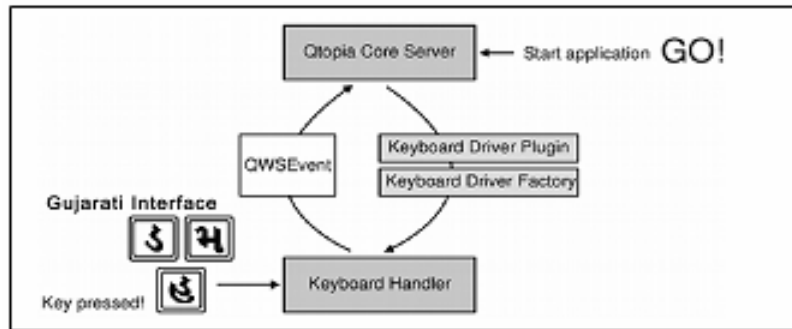 Qtopia Core Server
Start application GO!
QWSEvent
Keyboard Driver Plugin
Keyboard Driver Factory
Gujarati Interface
ડ મ
હ
Key pressed!
Keyboard Handler